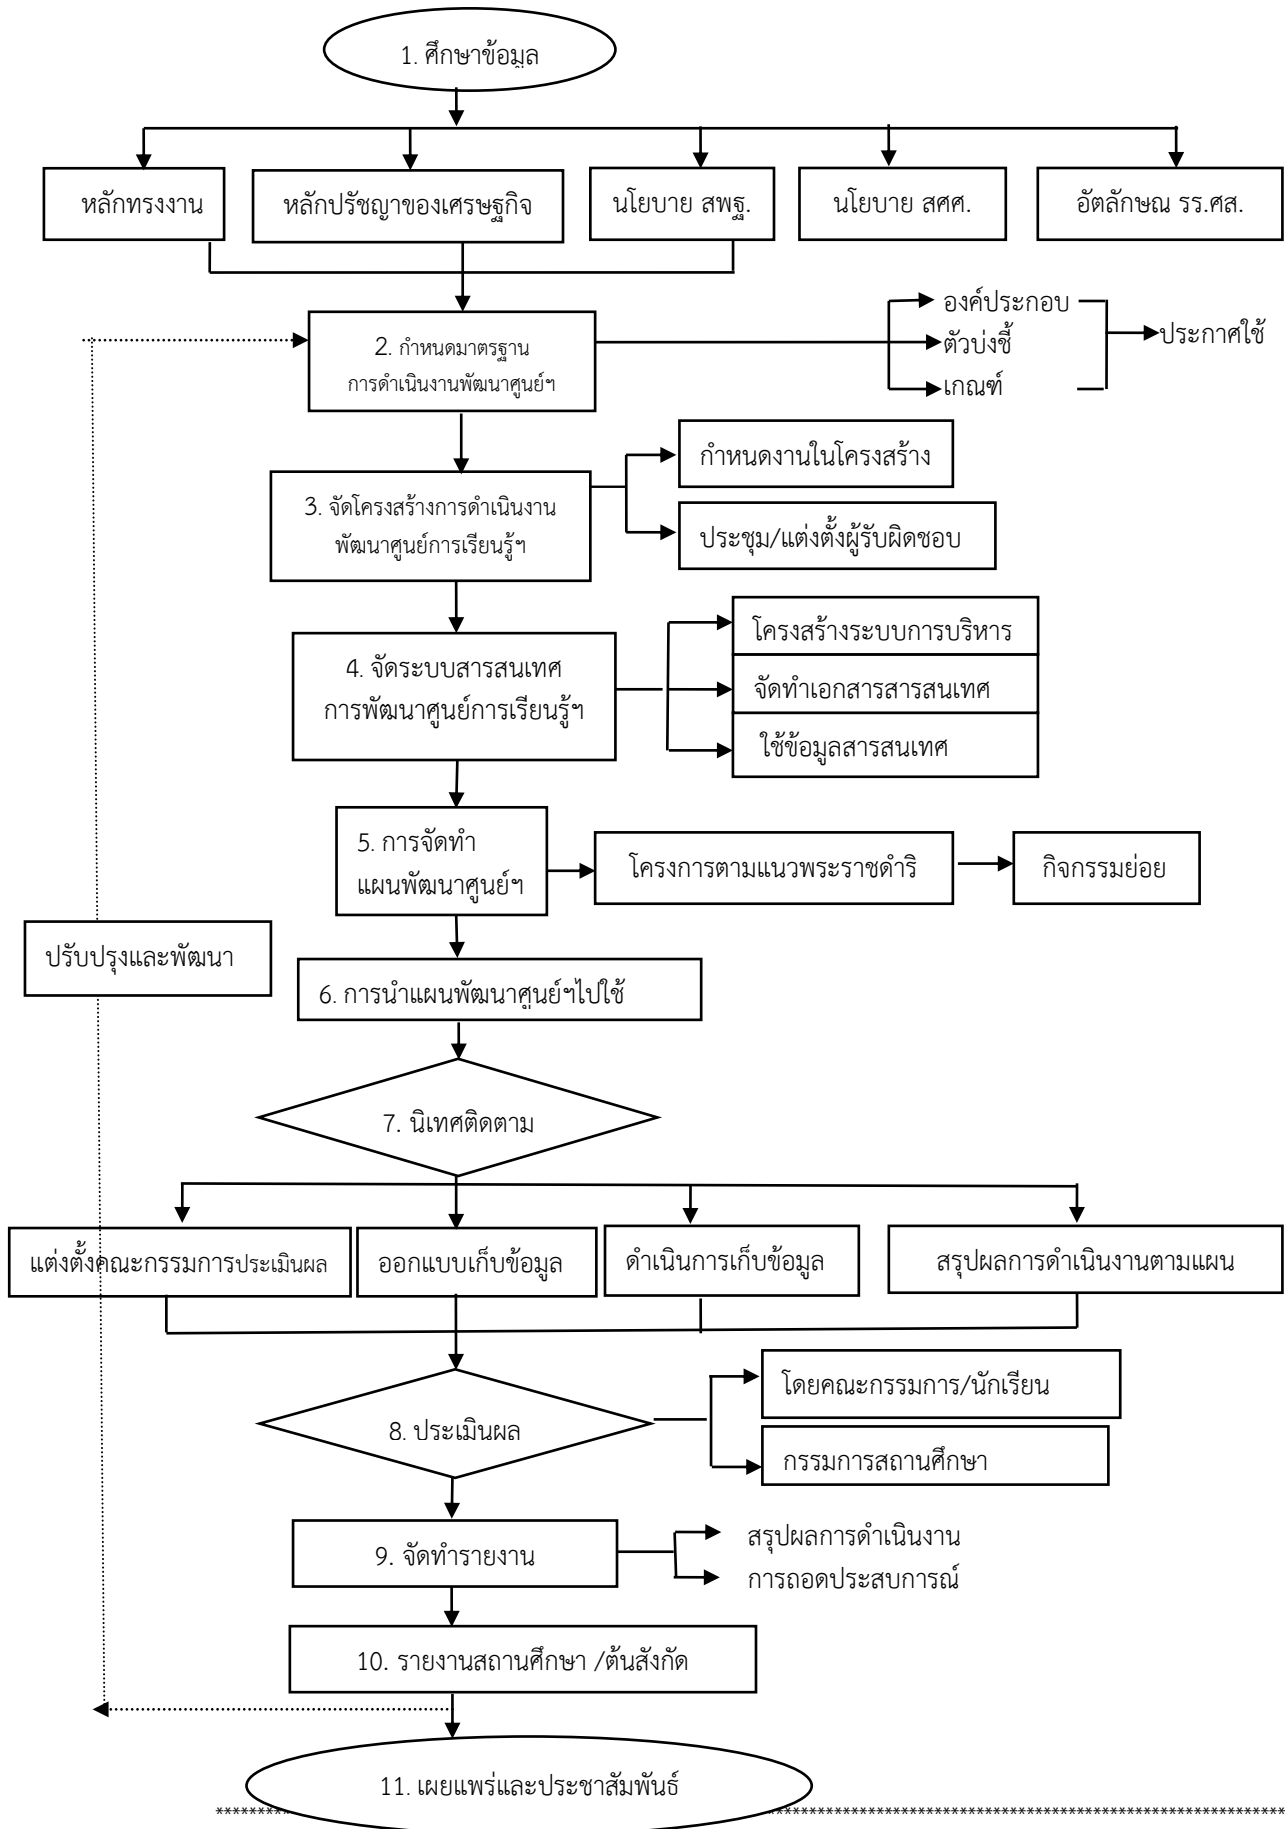 1. ศึกษาข้อมูล
หลักทรงงาน
หลักปรัชญาของเศรษฐกิจ
นโยบาย สพฐ.
นโยบาย สศศ.
อัตลักษณ รร.ศส.
องค์ประกอบ
2. กำหนดมาตรฐาน
การดำเนินงานพัฒนาศูนย์ฯ
ตัวบ่งชี้
ประกาศใช้
เกณฑ์
กำหนดงานในโครงสร้าง
3. จัดโครงสร้างการดำเนินงาน
พัฒนาศูนย์การเรียนรู้ฯ
ประชุม/แต่งตั้งผู้รับผิดชอบ
โครงสร้างระบบการบริหาร
4. จัดระบบสารสนเทศ
การพัฒนาศูนย์การเรียนรู้ฯ
จัดทำเอกสารสารสนเทศ
ใช้ข้อมูลสารสนเทศ
5. การจัดทำ
แผนพัฒนาศูนย์ฯ
โครงการตามแนวพระราชดำริ
กิจกรรมย่อย
ปรับปรุงและพัฒนา
6. การนำแผนพัฒนาศูนย์ฯไปใช้
7. นิเทศติดตาม
แต่งตั้งคณะกรรมการประเมินผล
ออกแบบเก็บข้อมูล
ดำเนินการเก็บข้อมูล
สรุปผลการดำเนินงานตามแผน
โดยคณะกรรมการ/นักเรียน
8. ประเมินผล
กรรมการสถานศึกษา
สรุปผลการดำเนินงาน
9. จัดทำรายงาน
การถอดประสบการณ์
10. รายงานสถานศึกษา /ต้นสังกัด
11. เผยแพร่และประชาสัมพันธ์